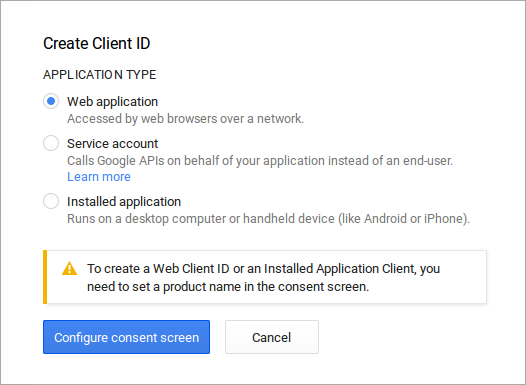 Create Client ID
APPLICATION TYPE
Web application
Accessed by web browsers over a network.
Service account
Calls Google APIs on behalf of your application instead of an end-user.
Learn more
Installed application
Runs on a desktop computer or handheld device (like Android or iPhone).
To create a Web Client ID or an Installed Application Client, you
need to set a product name in the consent screen.
Configure consent screen
Cancel